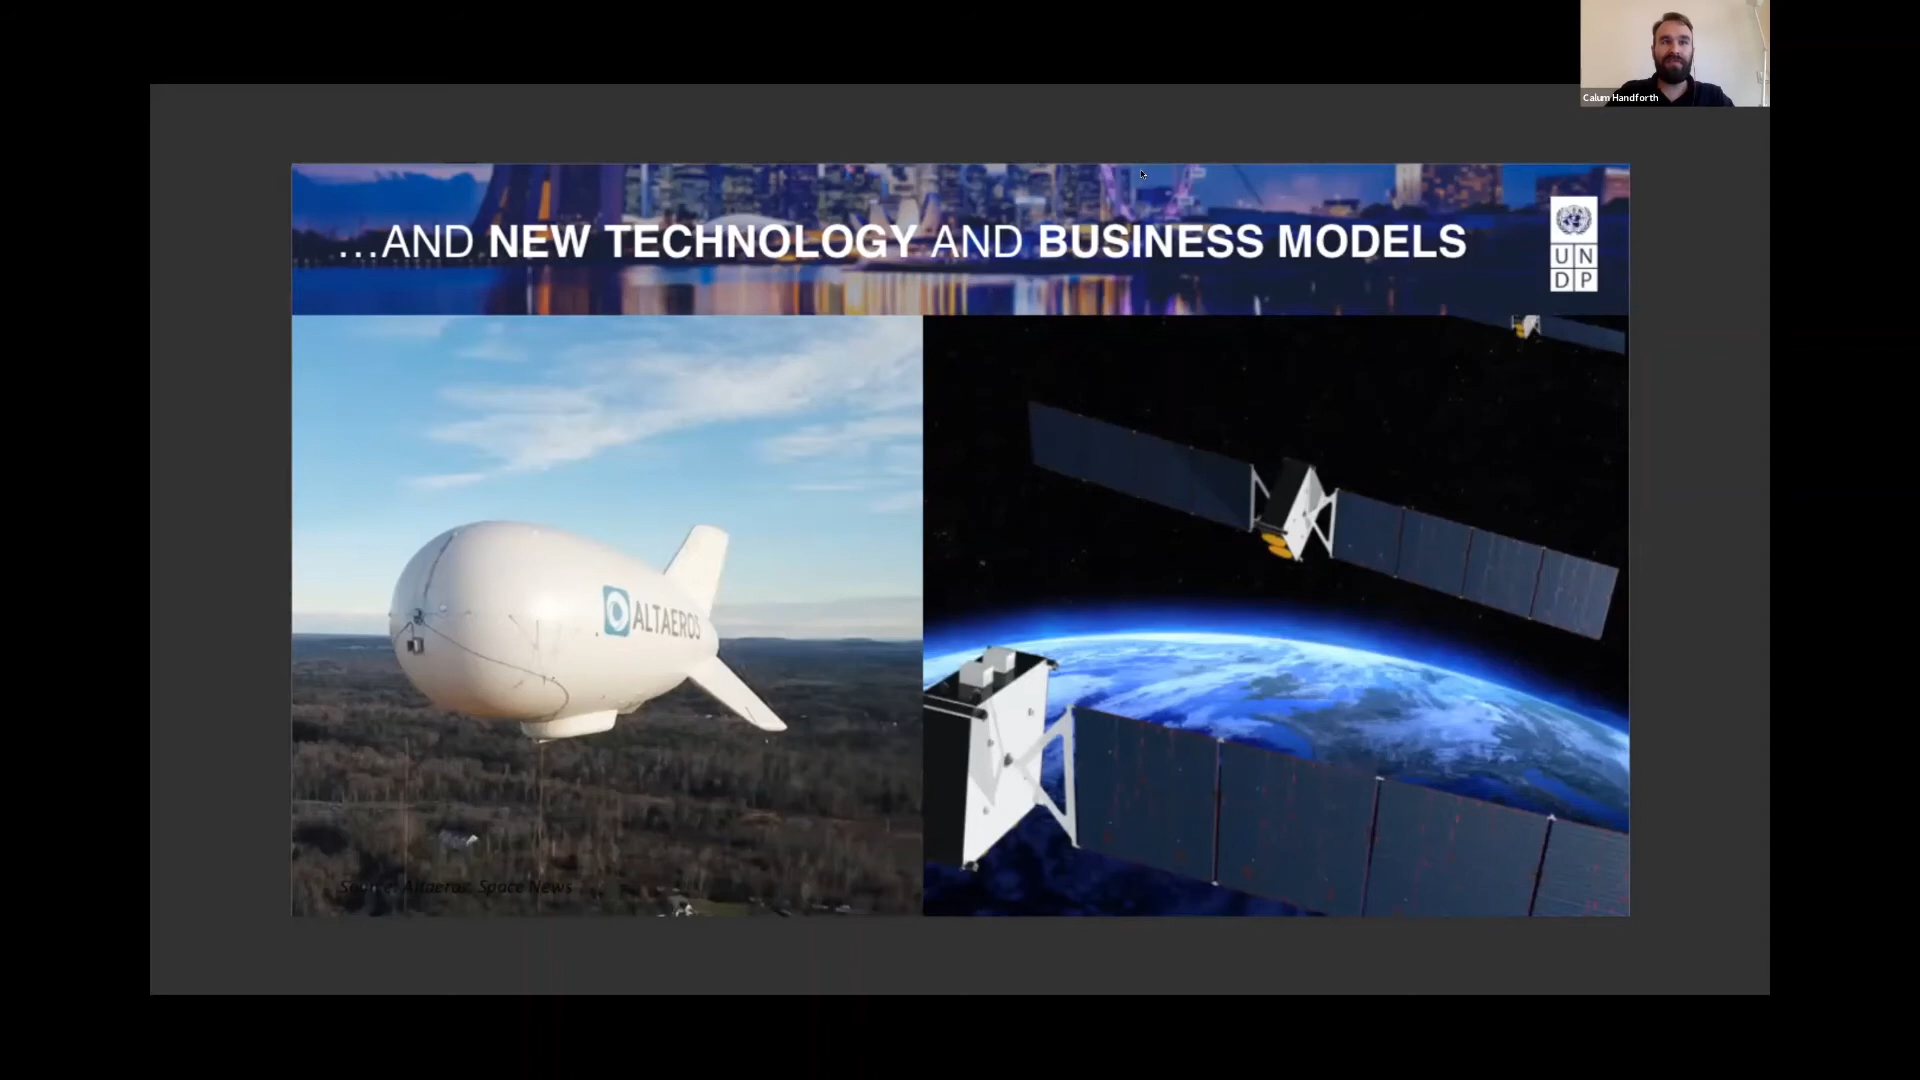 Calum Handforth
...AND NEW TECHNOLOGY AND BUSINESS MODELS
UN
DP
ALTAEROS
Source: Altaeros; Space News